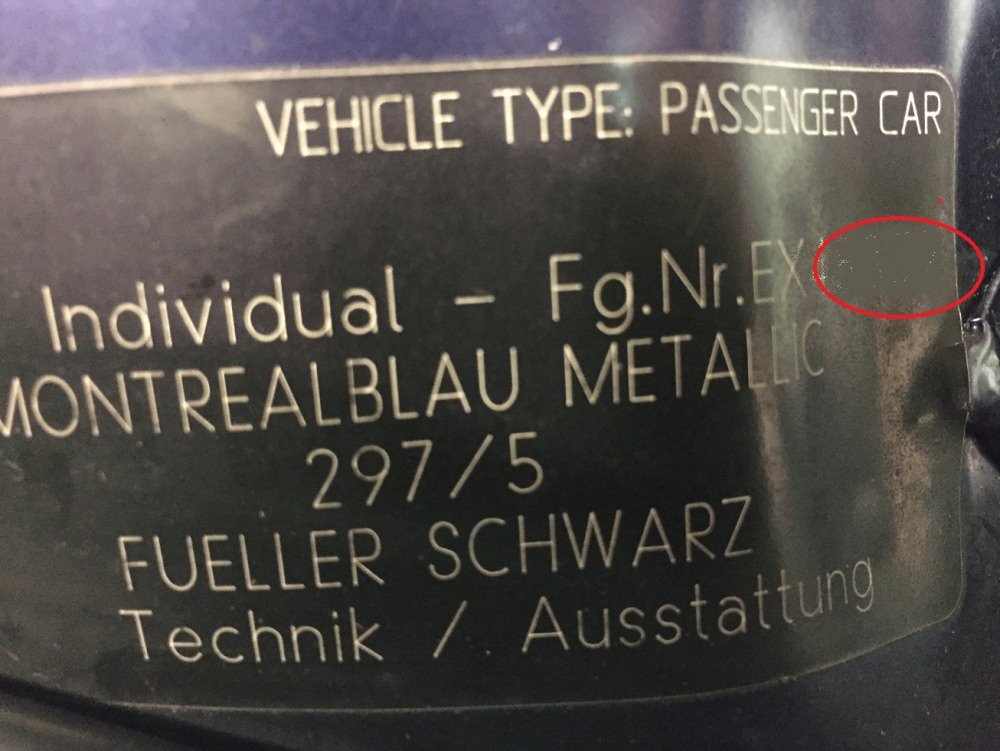 VEHICLE TYPE: PASSENGER CAR
Individual - Fg.Nr.EX
MONTREALBLAU METALLIC
297/5
FUELLER SCHWARZ
Technik / Ausstattung